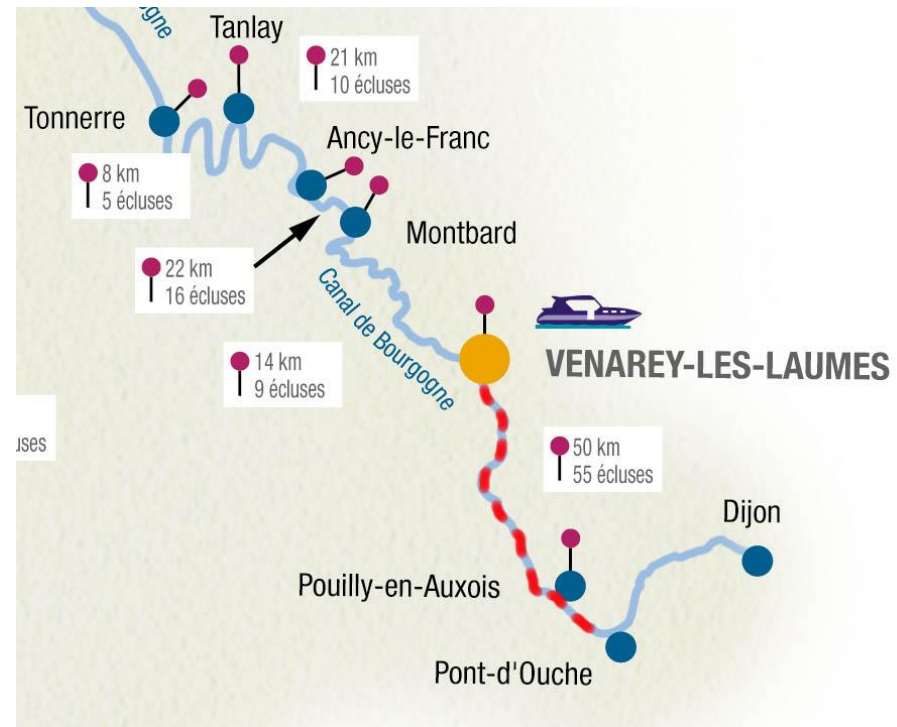 gne
Tanlay
21 km
10 écluses
Tonnerre
Ancy-le-Franc
8 km
5 écluses
Montbard
22 km
16 écluses
Canal de Bourgogne
VENAREY-LES-LAUMES
14 km
9 écluses
uses
50 km
55 écluses
Dijon
Pouilly-en-Auxois
Pont-d'Ouche